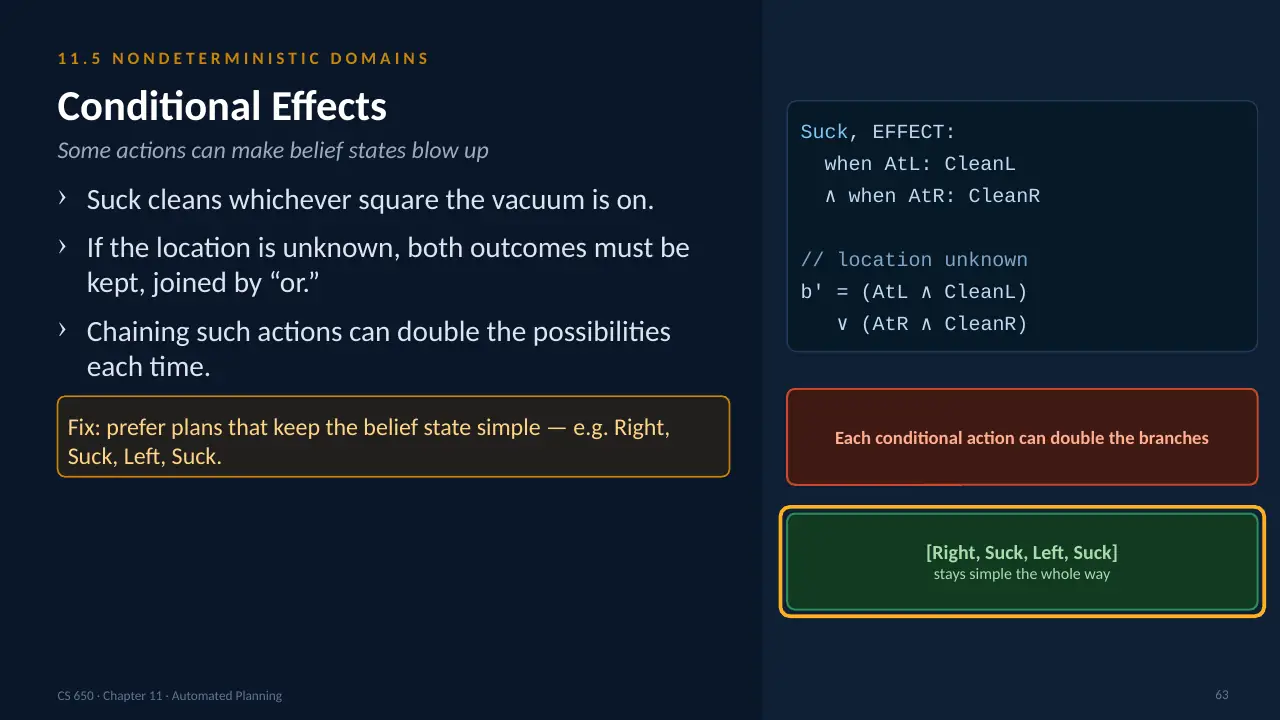 11.5 NONDETERMINISTIC DOMAINS
Conditional Effects
Some actions can make belief states blow up
› Suck cleans whichever square the vacuum is on.
› If the location is unknown, both outcomes must be
kept, joined by “or.”
› Chaining such actions can double the possibilities
each time.
Fix: prefer plans that keep the belief state simple — e.g. Right,
Suck, Left, Suck.
Suck, EFFECT:
  when AtL: CleanL
  ∧ when AtR: CleanR
// location unknown
b' = (AtL ∧ CleanL)
   ∨ (AtR ∧ CleanR)
Each conditional action can double the branches
[Right, Suck, Left, Suck]
stays simple the whole way
CS 650 · Chapter 11 · Automated Planning
63